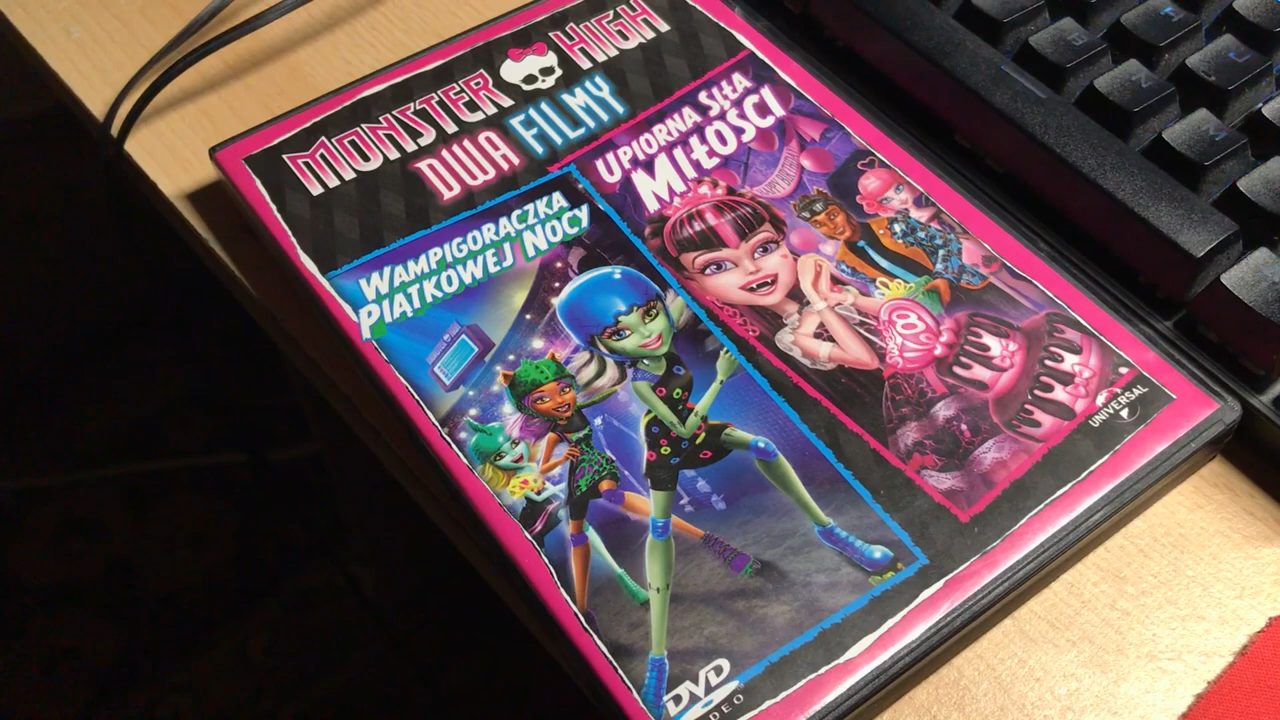 MONSTER HIGH
DWA FILMY
WAMPIGORĄCZKA
PIĄTKOWEJ NOCY
UPIORNA SIŁA
MIŁOŚCI
UNIVERSAL
DVD